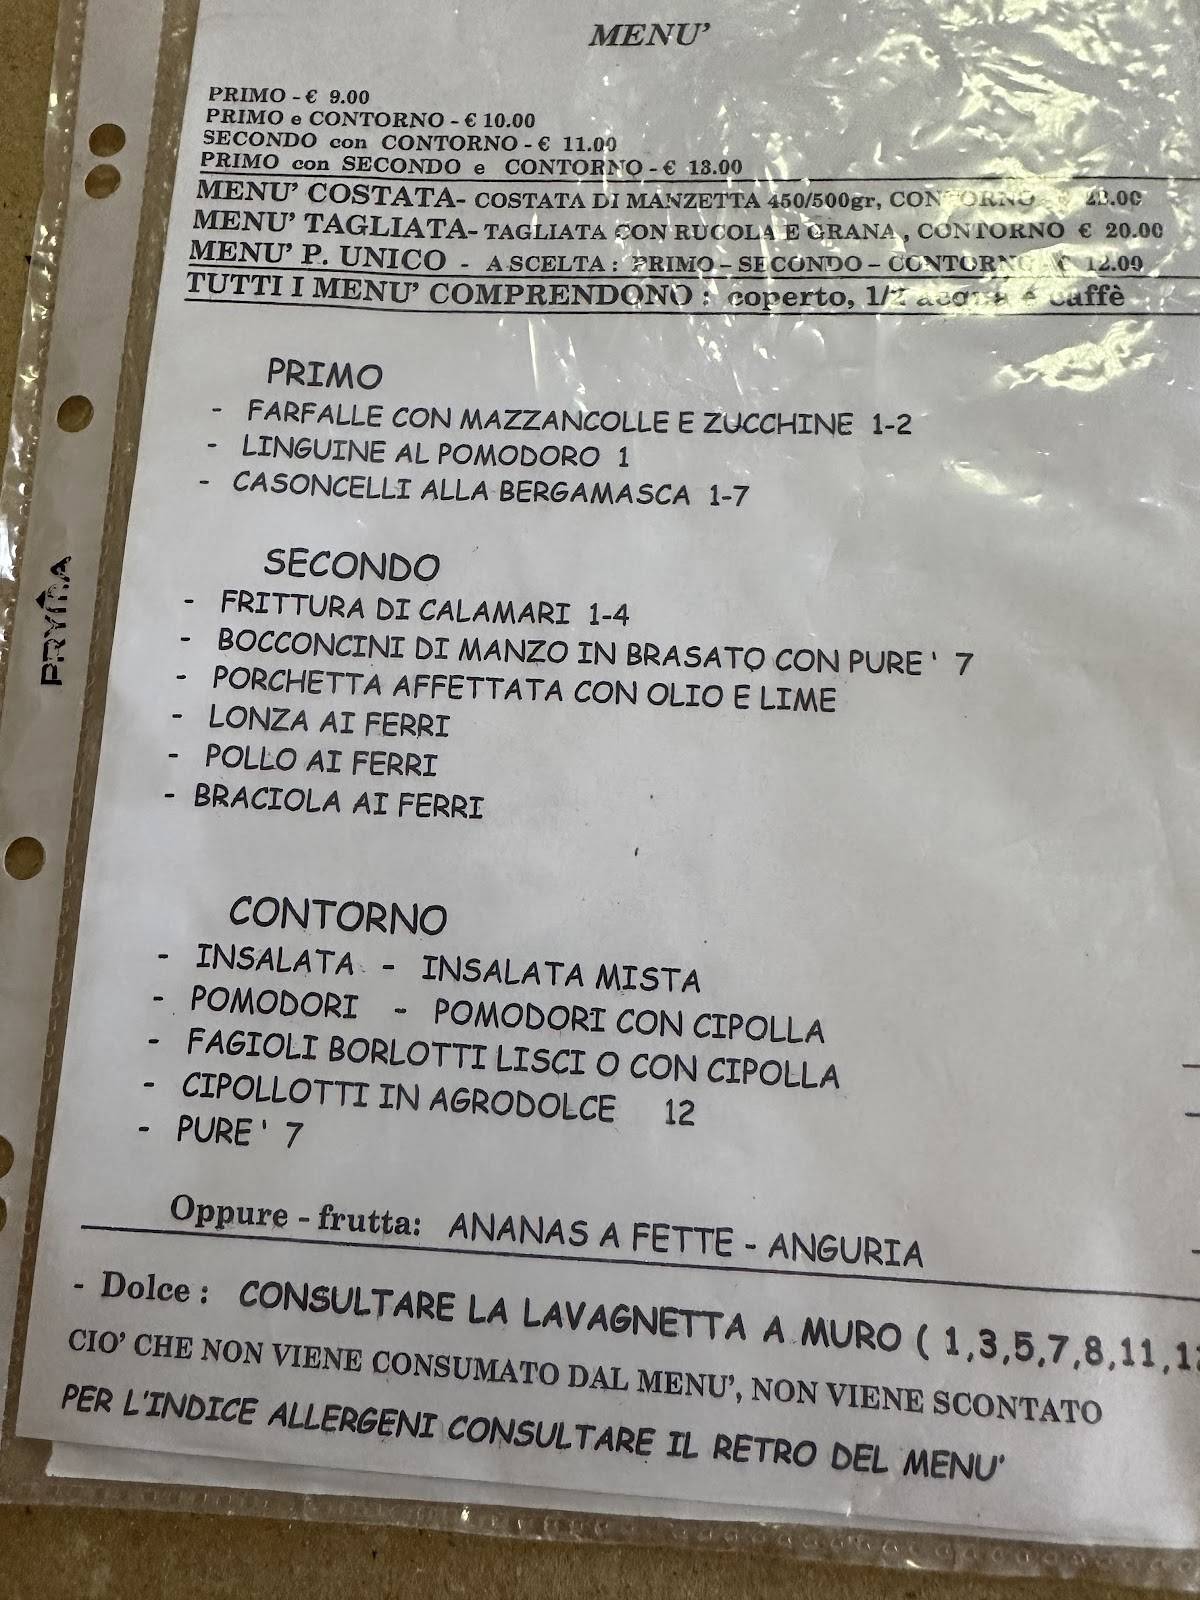 MENU'
PRIMO - € 9.00
PRIMO e CONTORNO - € 10.00
SECONDO con CONTORNO - € 11.00
PRIMO con SECONDO e CONTORNO - € 13.00
MENU' COSTATA- COSTATA DI MANZETTA 450/500gr, CONTORNO
MENU' TAGLIATA- TAGLIATA CON RUCOLA E GRANA , CONTORNO € 20.00
MENU' P. UNICO - A SCELTA : PRIMO – SECONDO – CONTORNO € 12.00
TUTTI I MENU' COMPRENDONO : coperto, 1/2 acqua e caffè
PRIMO
- FARFALLE CON MAZZANCOLLE E ZUCCHINE 1-2
- LINGUINE AL POMODORO 1
- CASONCELLI ALLA BERGAMASCA 1-7
SECONDO
- FRITTURA DI CALAMARI 1-4
- BOCCONCINI DI MANZO IN BRASATO CON PURE' 7
- PORCHETTA AFFETTATA CON OLIO E LIME
- LONZA AI FERRI
- POLLO AI FERRI
- BRACIOLA AI FERRI
CONTORNO
- INSALATA - INSALATA MISTA
- POMODORI - POMODORI CON CIPOLLA
- FAGIOLI BORLOTTI LISCI O CON CIPOLLA
- CIPOLLOTTI IN AGRODOLCE 12
- PURE' 7
Oppure - frutta: ANANAS A FETTE - ANGURIA
- Dolce : CONSULTARE LA LAVAGNETTA A MURO ( 1,3,5,7,8,11,
CIO' CHE NON VIENE CONSUMATO DAL MENU', NON VIENE SCONTATO
PER L'INDICE ALLERGENI CONSULTARE IL RETRO DEL MENU'
PRYMA